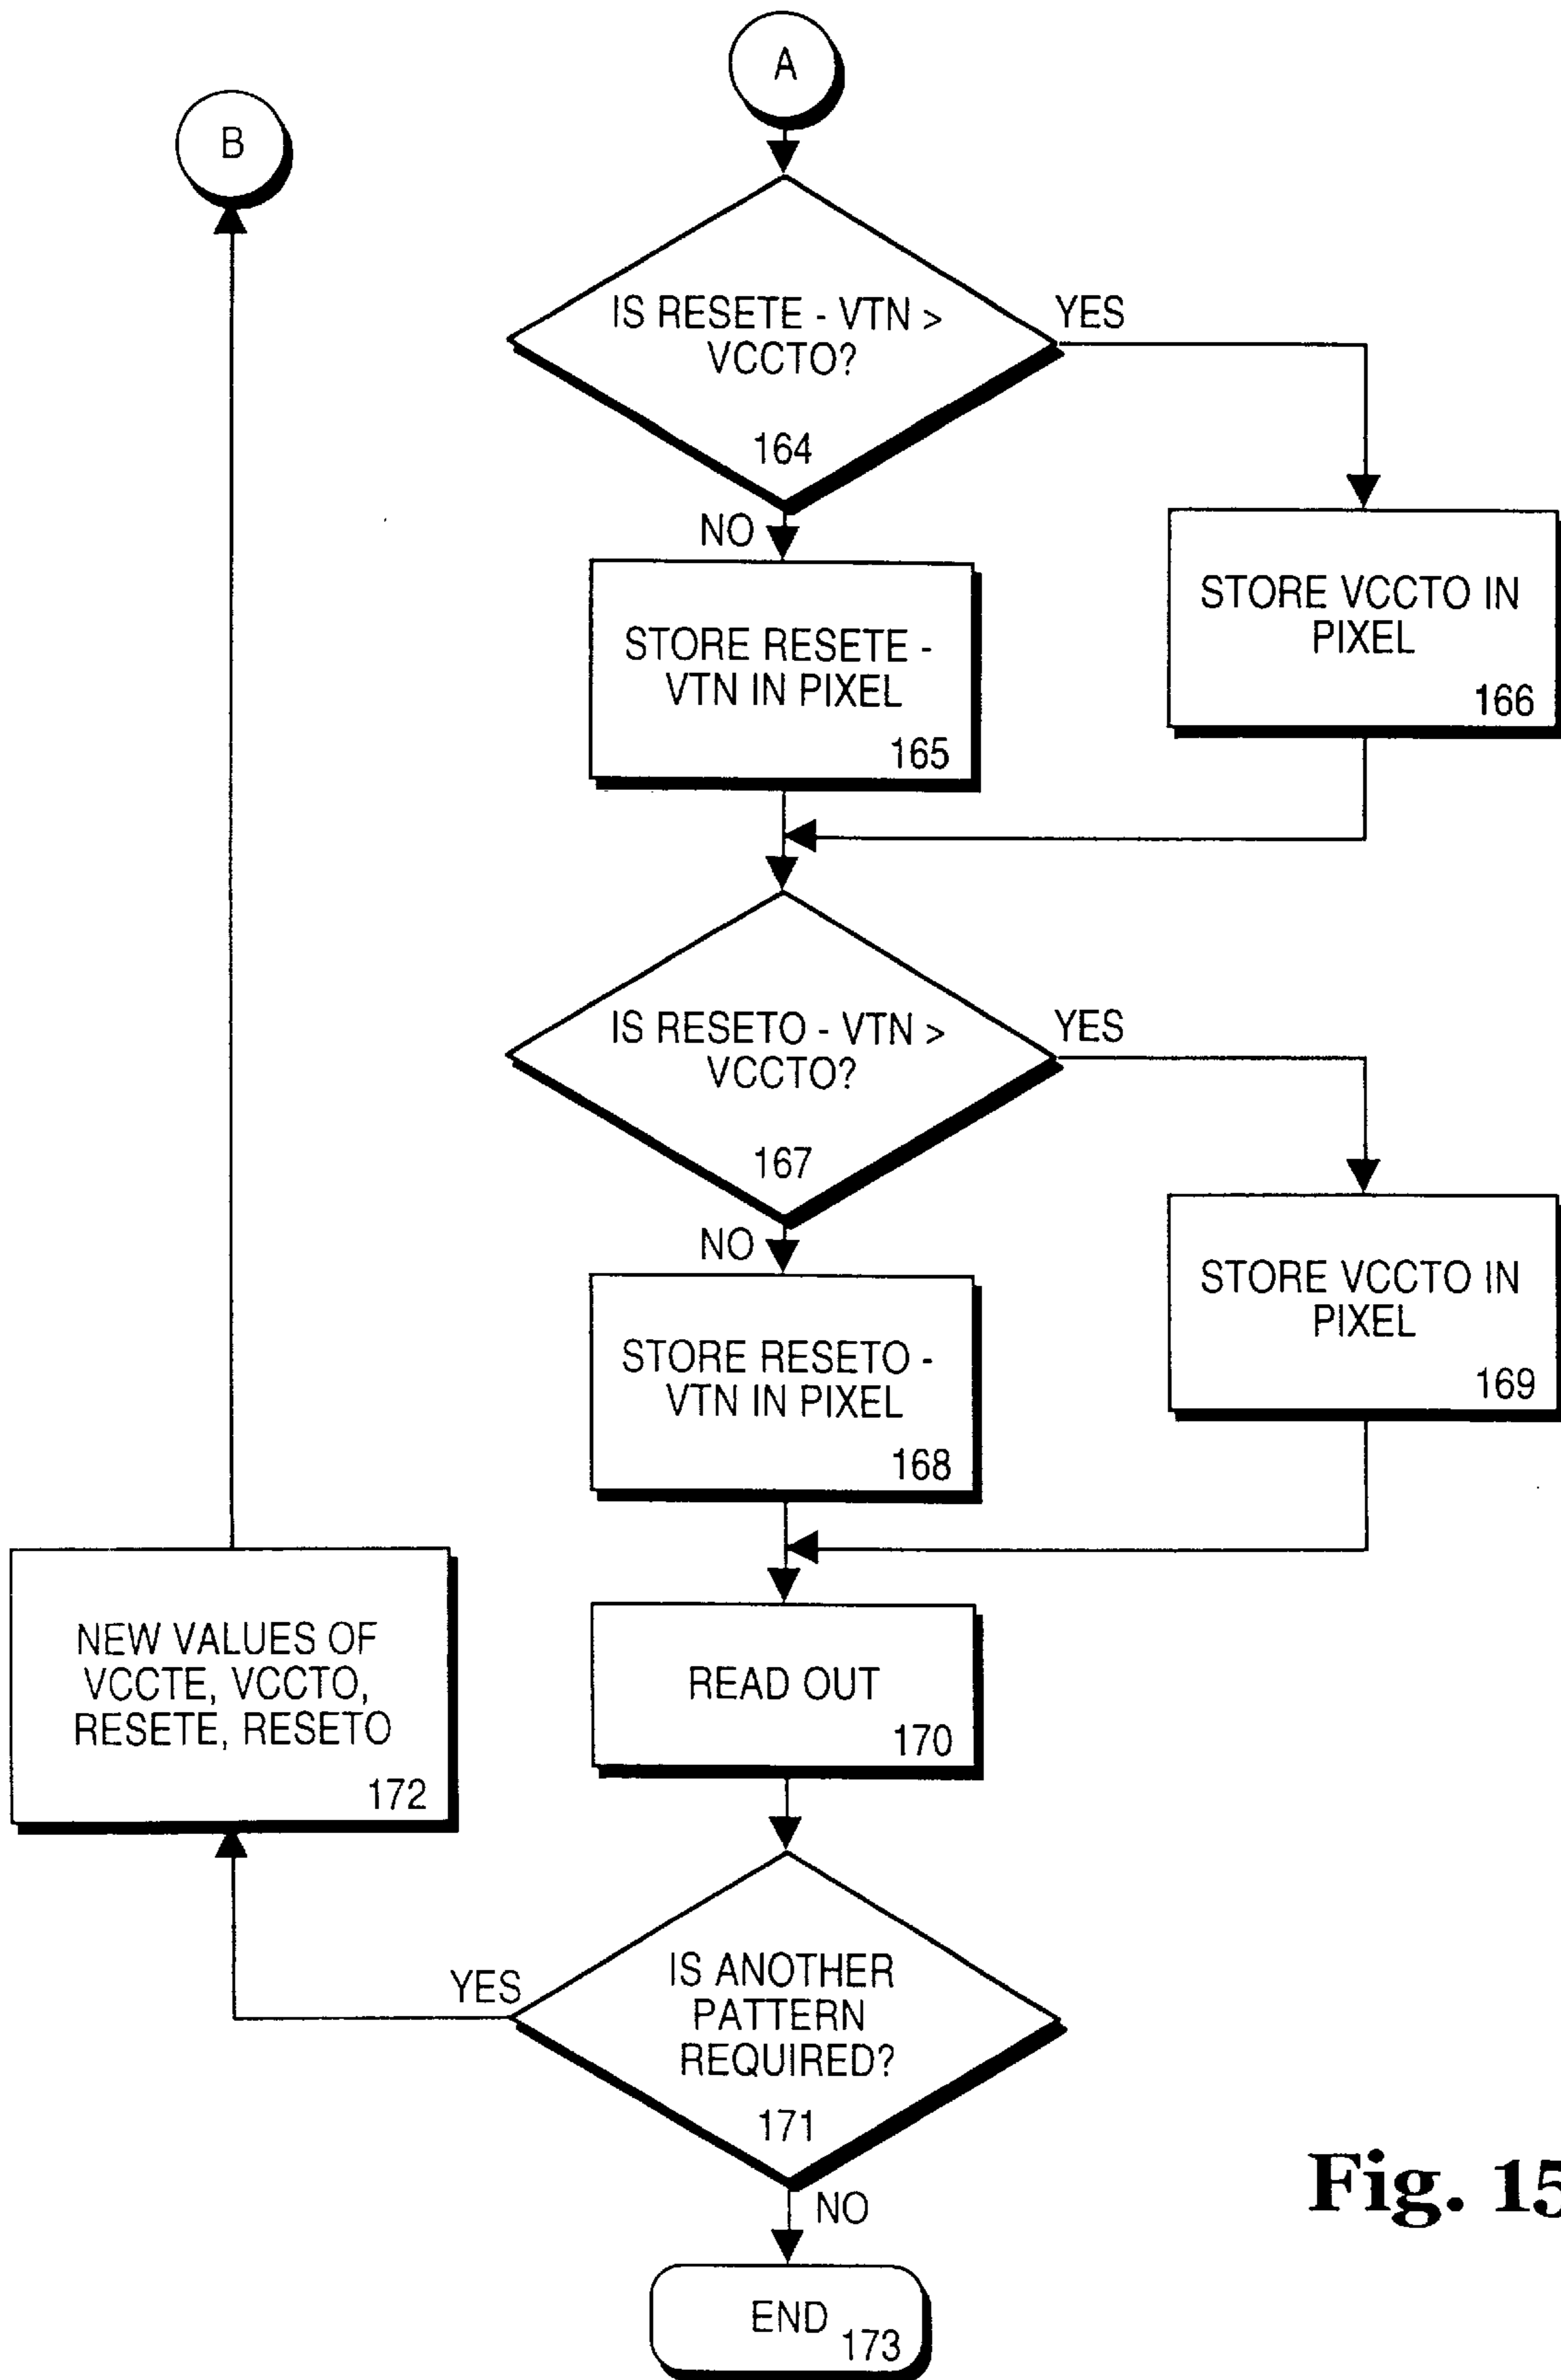 A
B
IS RESETE - VTN >
VCCTO?
164
YES
NO
STORE VCCTO IN
PIXEL
166
STORE RESETE -
VTN IN PIXEL
165
IS RESETO - VTN >
VCCTO?
167
YES
NO
STORE VCCTO IN
PIXEL
169
STORE RESETO -
VTN IN PIXEL
168
NEW VALUES OF
VCCTE, VCCTO,
RESETE, RESETO
172
READ OUT
170
IS ANOTHER
PATTERN
REQUIRED?
171
YES
NO
END
173
Fig. 15